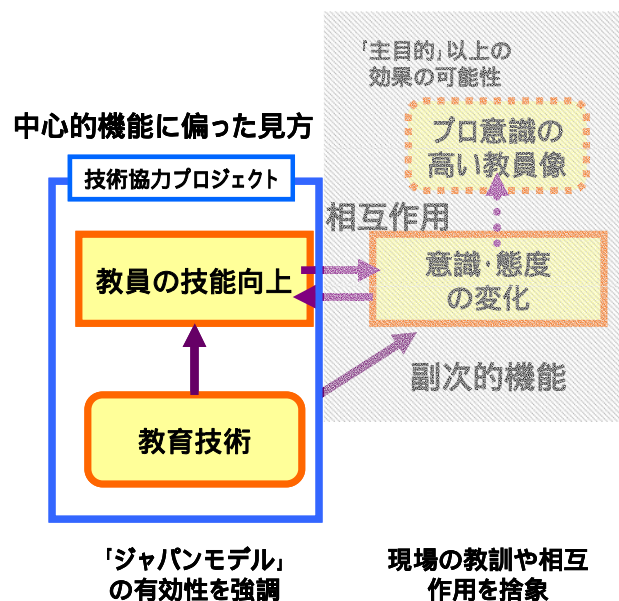 「主目的」以上の
効果の可能性
中心的機能に偏った見方
プロ意識の
高い教員像
技術協力プロジェクト
相互作用
教員の技能向上
意識・態度
の変化
副次的機能
教育技術
「ジャパンモデル」
の有効性を強調
現場の教訓や相互
作用を捨象